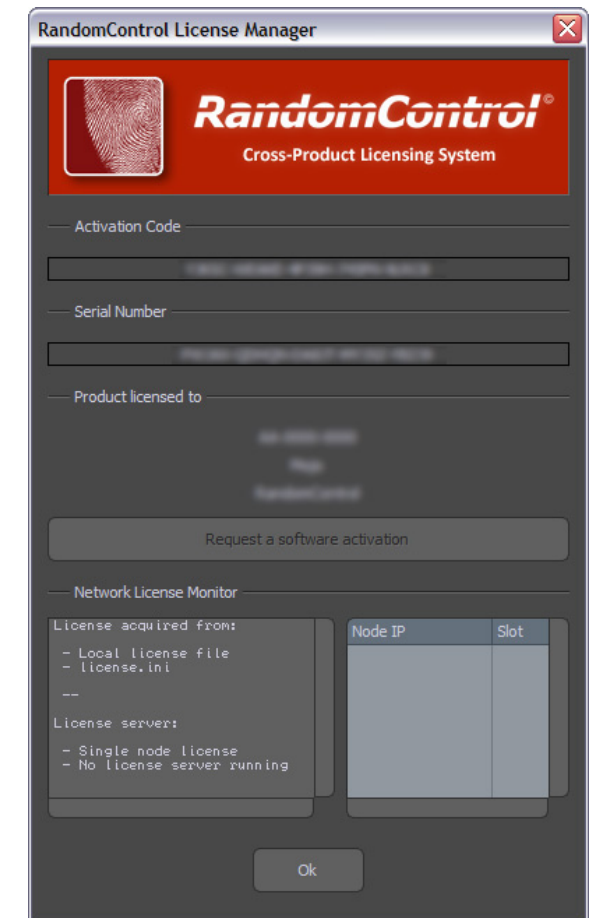 RandomControl License Manager
RandomControl©
Cross-Product Licensing System
Activation Code
Serial Number
Product licensed to
Request a software activation
Network License Monitor
License acquired from:
- Local license file
- license.ini
--
License server:
- Single node license
- No license server running
Node IP Slot
Ok